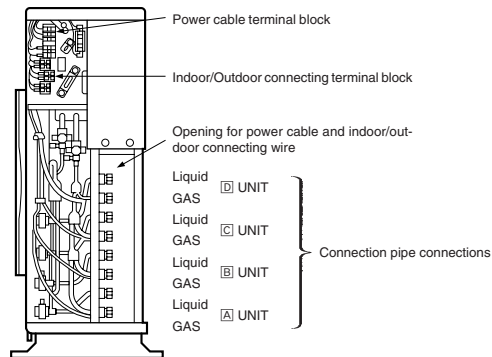 Power cable terminal block
Indoor/Outdoor connecting terminal block
Opening for power cable and indoor/out-
door connecting wire
Liquid
GAS
D UNIT
Liquid
GAS
C UNIT
Liquid
GAS
B UNIT
Liquid
GAS
A UNIT
Connection pipe connections